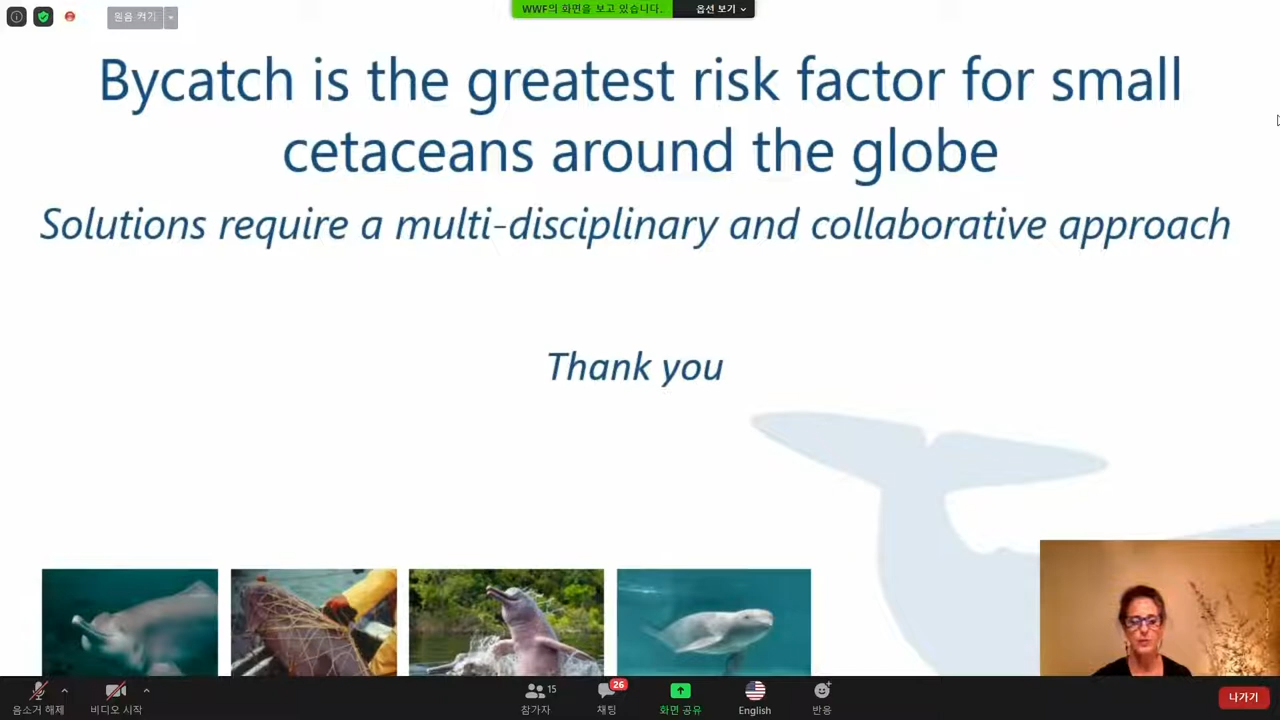 원음 켜기
WWF의 화면을 보고 있습니다. 옵션 보기
Bycatch is the greatest risk factor for small
cetaceans around the globe
Solutions require a multi-disciplinary and collaborative approach
Thank you
15
26
음소거 해제
비디오 시작
참가자
채팅
화면 공유
English
반응
나가기